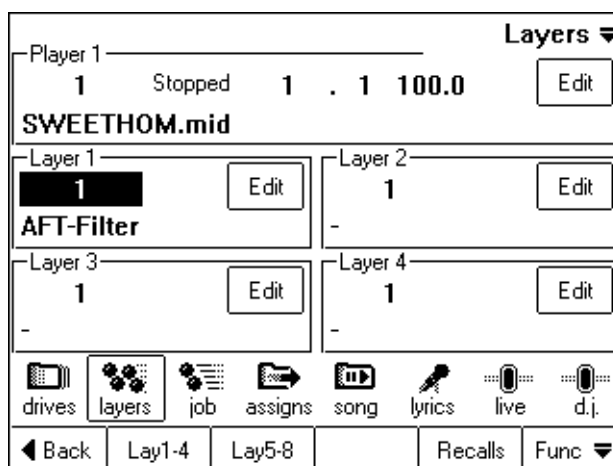 Layers
Player 1
1 Stopped 1 . 1 100.0 Edit
SWEETHOM.mid
Layer 1 Layer 2
1 Edit 1 Edit
AFT-Filter -
Layer 3 Layer 4
1 Edit 1 Edit
- -
drives layers job assigns song lyrics live d.j.
Back Lay1-4 Lay5-8 Recalls Func